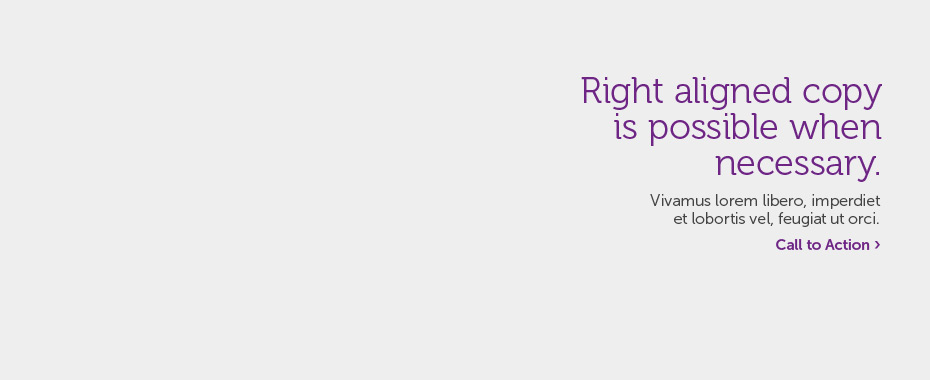 Right aligned copy
is possible when
necessary.
Vivamus lorem libero, imperdiet
et lobortis vel, feugiat ut orci.
Call to Action ›